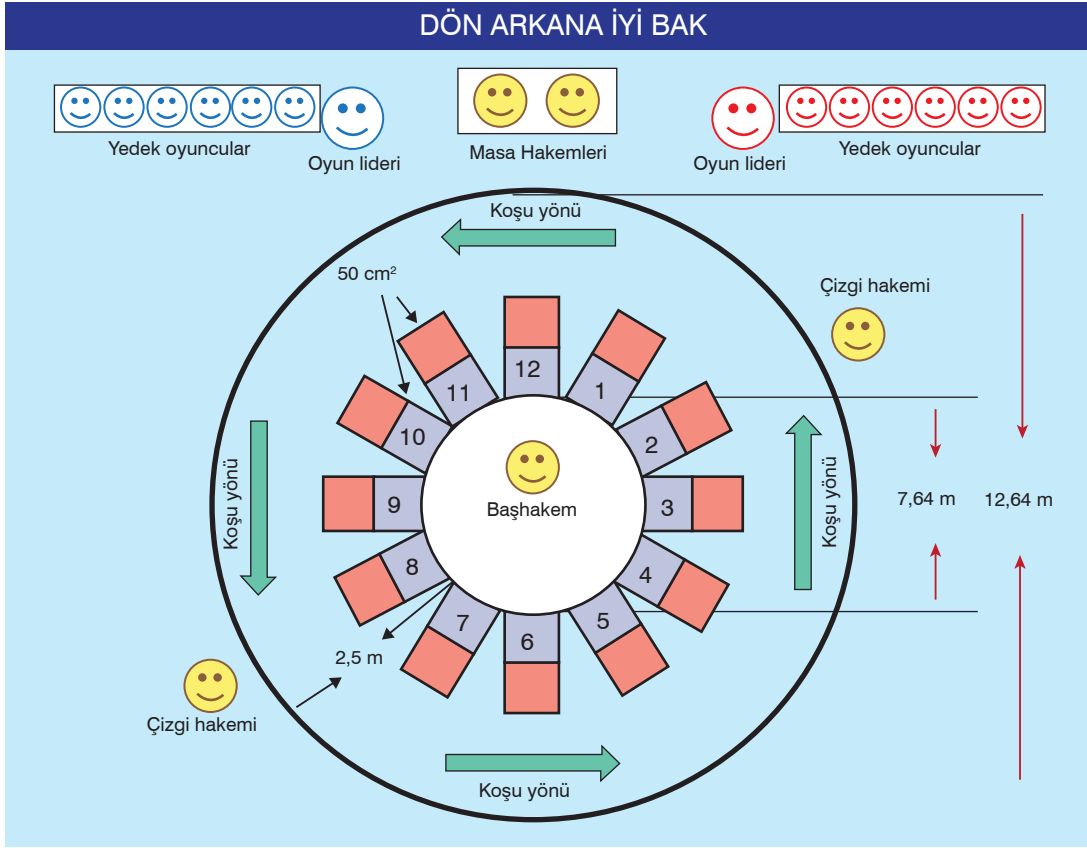 DÖN ARKANA İYİ BAK
Yedek oyuncular
Oyun lideri
Masa Hakemleri
Oyun lideri
Yedek oyuncular
Koşu yönü
50 cm²
Çizgi hakemi
12
1
11
2
10
Başhakem
3
9
4
8
5
7
6
Koşu yönü
Koşu yönü
7,64 m
12,64 m
2,5 m
Çizgi hakemi
Koşu yönü